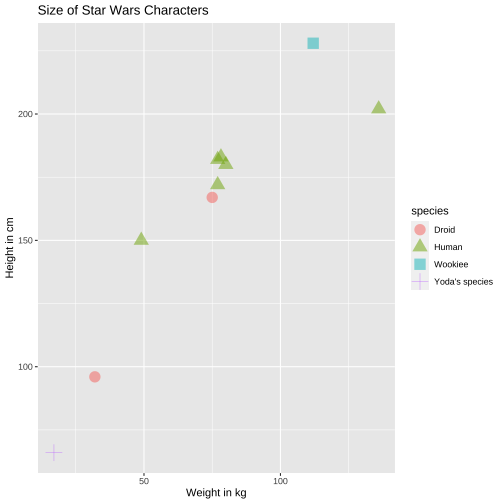 Size of Star Wars Characters
200
150
100
50
100
Height in cm
Weight in kg
species
Droid
Human
Wookiee
Yoda's species